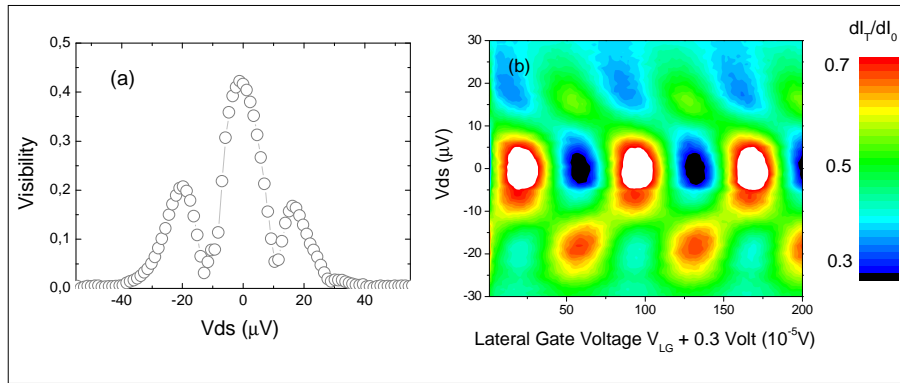 (a)
Visibility
0,5
0,4
0,3
0,2
0,1
0,0
-40 -20 0 20 40
Vds (μV)
(b)
Vds (μV)
30
20
10
0
-10
-20
-30
50 100 150 200
Lateral Gate Voltage V_LG + 0.3 Volt (10^-5V)
dI_T/dI_0
0.7
0.5
0.3